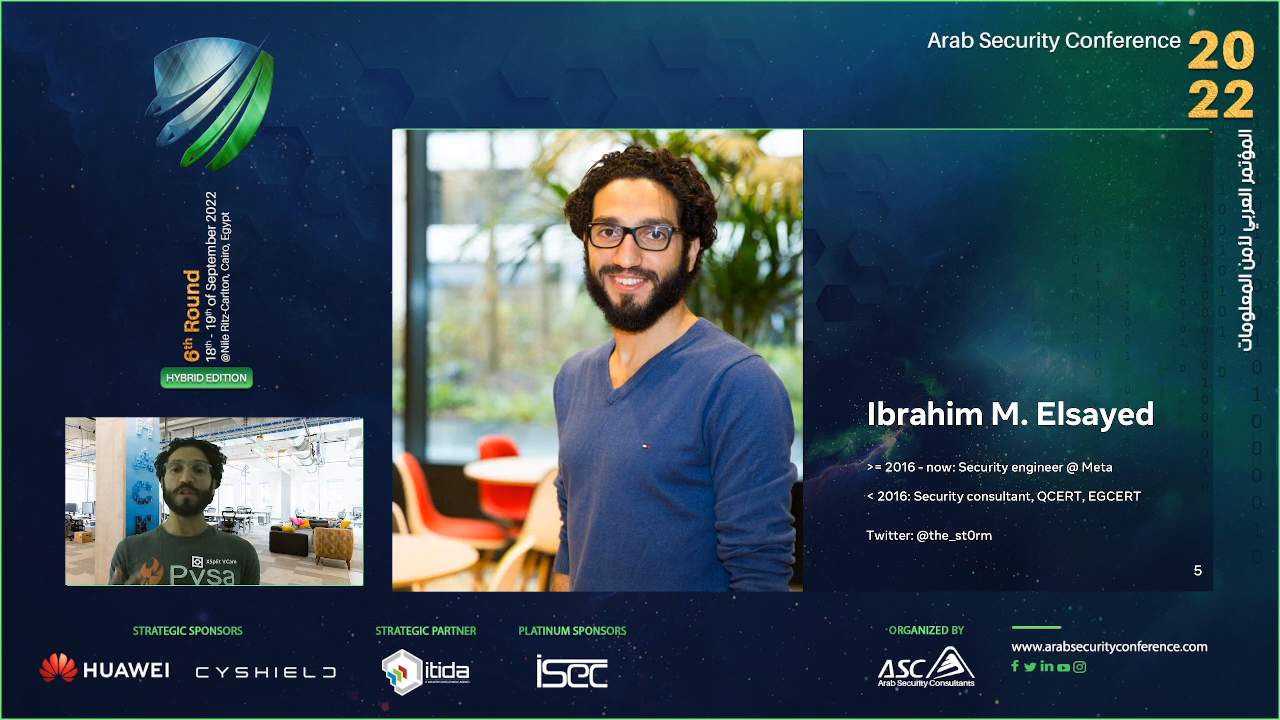 Arab Security Conference
20
22
المؤتمر العربي لأمن المعلومات
6th Round
18th - 19th of September 2022
@Nile Ritz-Carlton, Cairo, Egypt
HYBRID EDITION
XSplit VCam
Pysa
Ibrahim M. Elsayed
>= 2016 - now: Security engineer @ Meta
< 2016: Security consultant, QCERT, EGCERT
Twitter: @the_st0rm
5
STRATEGIC SPONSORS
HUAWEI
CYSHIELD
STRATEGIC PARTNER
itida
PLATINUM SPONSORS
isec
ORGANIZED BY
ASC
Arab Security Consultants
www.arabsecurityconference.com